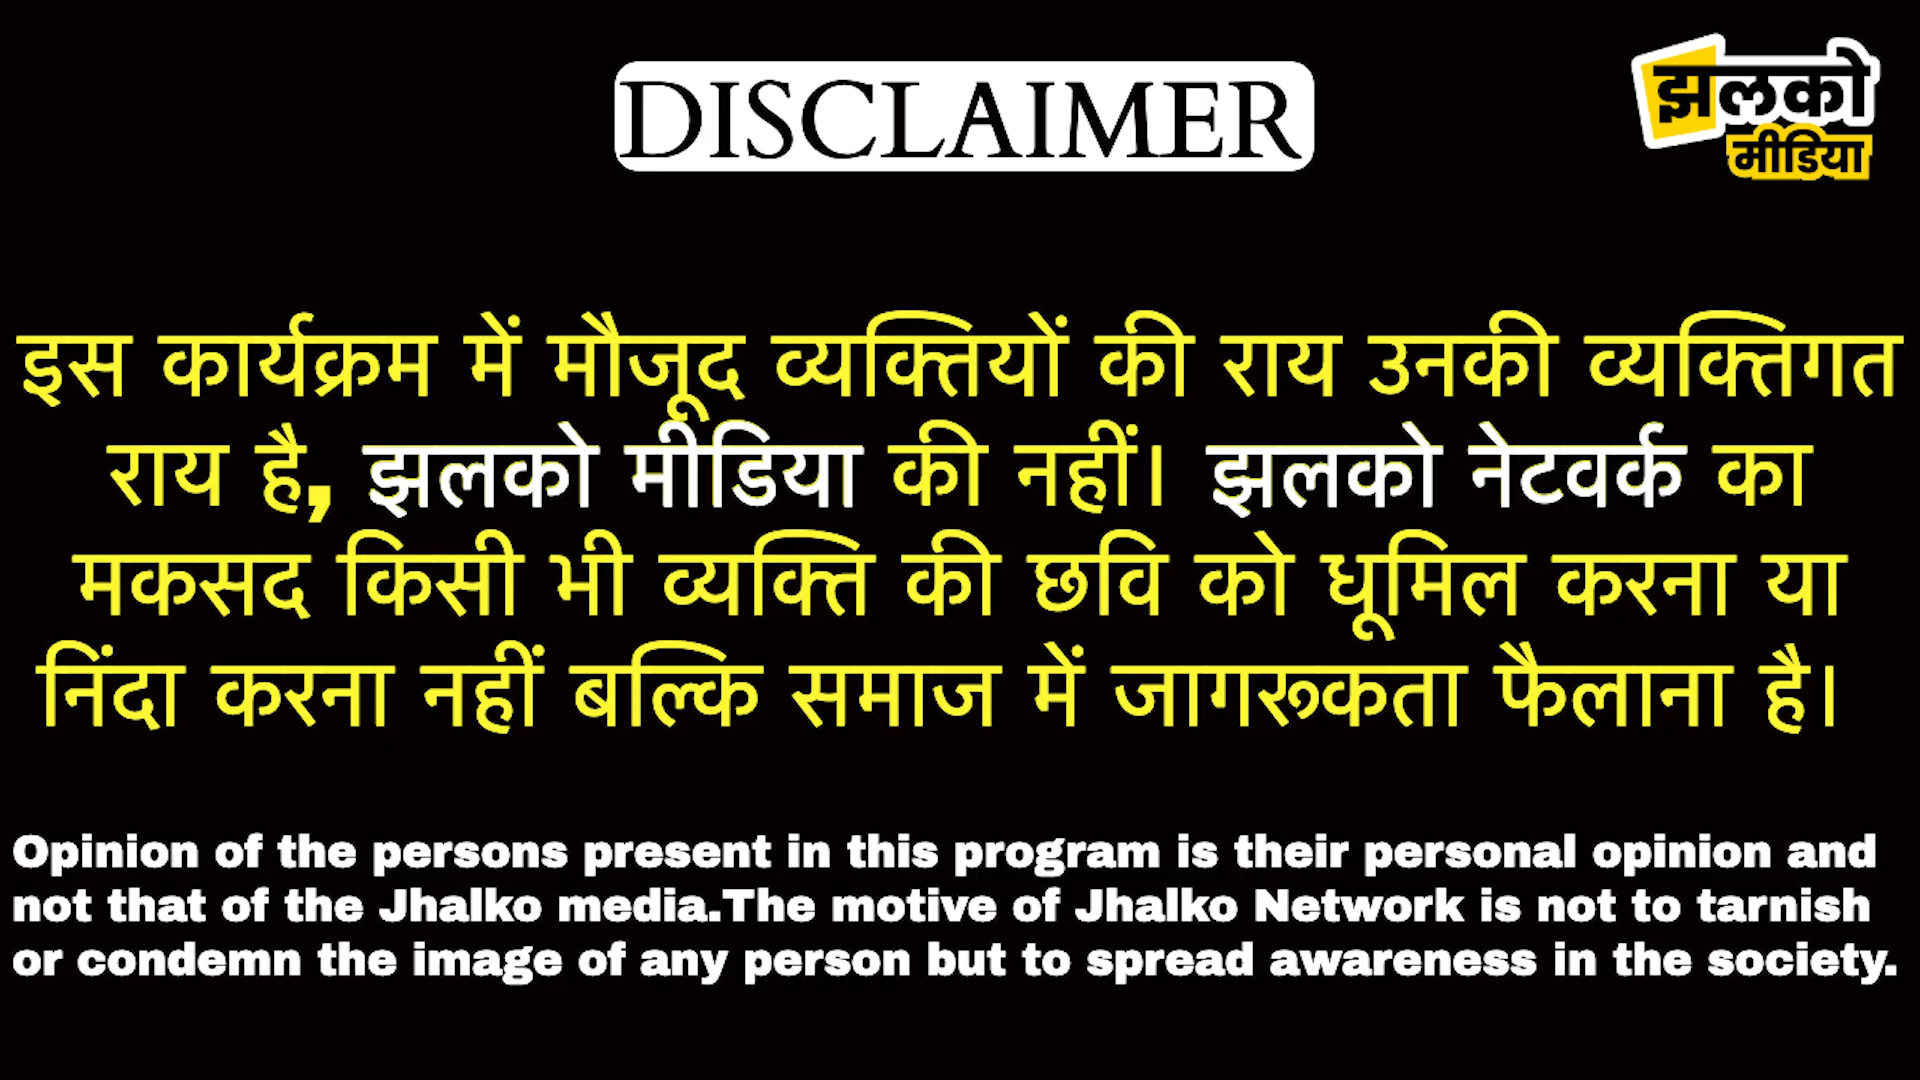 DISCLAIMER
झलको
मीडिया
इस कार्यक्रम में मौजूद व्यक्तियों की राय उनकी व्यक्तिगत
राय है, झलको मीडिया की नहीं। झलको नेटवर्क का
मकसद किसी भी व्यक्ति की छवि को धूमिल करना या
निंदा करना नहीं बल्कि समाज में जागरूकता फैलाना है।
Opinion of the persons present in this program is their personal opinion and
not that of the Jhalko media.The motive of Jhalko Network is not to tarnish
or condemn the image of any person but to spread awareness in the society.